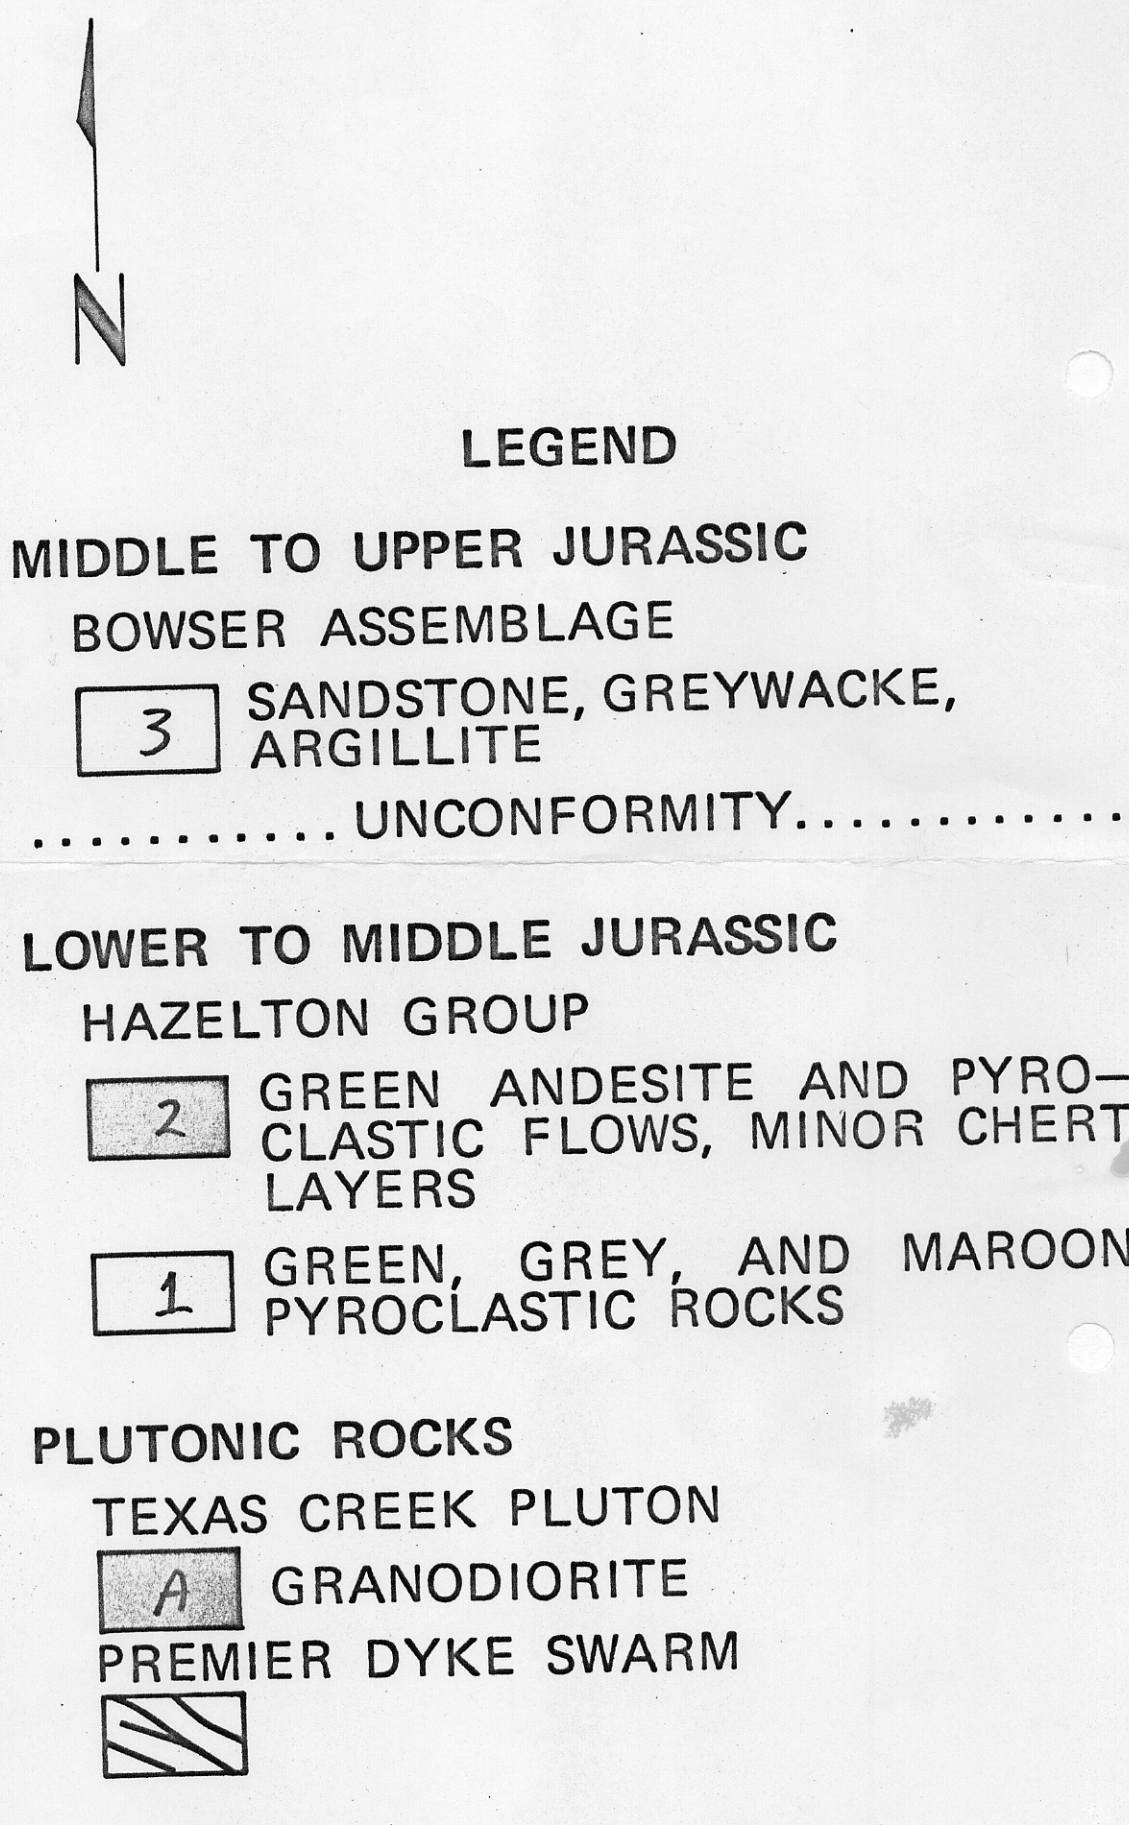 N
LEGEND
MIDDLE TO UPPER JURASSIC
BOWSER ASSEMBLAGE
3 SANDSTONE, GREYWACKE,
ARGILLITE
............UNCONFORMITY.............
LOWER TO MIDDLE JURASSIC
HAZELTON GROUP
2 GREEN ANDESITE AND PYRO—
CLASTIC FLOWS, MINOR CHERT
LAYERS
1 GREEN, GREY, AND MAROON
PYROCLASTIC ROCKS
PLUTONIC ROCKS
TEXAS CREEK PLUTON
A GRANODIORITE
PREMIER DYKE SWARM